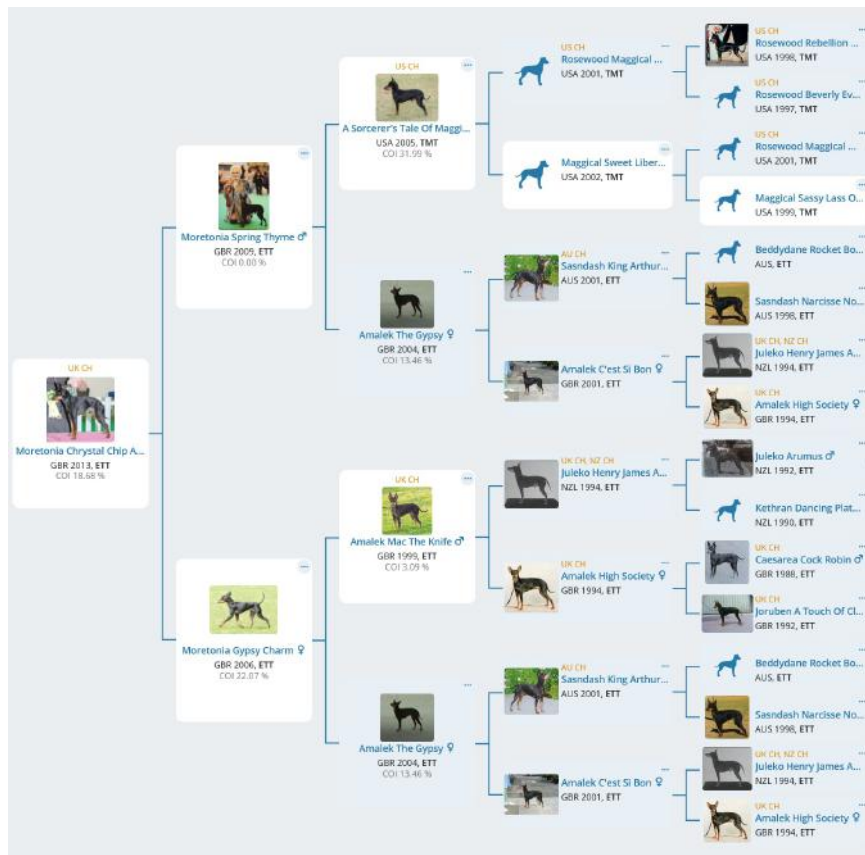 UK CH
Moretonia Chrystal Chip A...
GBR 2013, ETT
COI 18.68 %
Moretonia Spring Thyme ♂
GBR 2009, ETT
COI 0.00 %
Moretonia Gypsy Charm ♀
GBR 2006, ETT
COI 22.07 %
US CH
A Sorcerer's Tale Of Maggi...
USA 2005, TMT
COI 31.99 %
Amalek The Gypsy ♀
GBR 2004, ETT
COI 13.46 %
UK CH
Amalek Mac The Knife ♂
GBR 1999, ETT
COI 3.09 %
Amalek The Gypsy ♀
GBR 2004, ETT
COI 13.46 %
US CH
Rosewood Maggical ...
USA 2001, TMT
Maggical Sweet Liber...
USA 2002, TMT
AU CH
Sasndash King Arthur...
AUS 2001, ETT
Amalek C'est Si Bon ♀
GBR 2001, ETT
UK CH, NZ CH
Juleko Henry James A...
NZL 1994, ETT
UK CH
Amalek High Society ♀
GBR 1994, ETT
AU CH
Sasndash King Arthur...
AUS 2001, ETT
Amalek C'est Si Bon ♀
GBR 2001, ETT
US CH
Rosewood Rebellion ...
USA 1998, TMT
US CH
Rosewood Beverly Ev...
USA 1997, TMT
US CH
Rosewood Maggical ...
USA 2001, TMT
Maggical Sassy Lass O...
USA 1999, TMT
Beddydane Rocket Bo...
AUS, ETT
Sasndash Narcisse No...
AUS 1998, ETT
UK CH, NZ CH
Juleko Henry James A...
NZL 1994, ETT
UK CH
Amalek High Society ♀
GBR 1994, ETT
Juleko Arumus ♂
NZL 1992, ETT
Kethran Dancing Plat...
NZL 1990, ETT
UK CH
Caesarea Cock Robin ♂
GBR 1988, ETT
UK CH
Joruben A Touch Of Cl...
GBR 1992, ETT
Beddydane Rocket Bo...
AUS, ETT
Sasndash Narcisse No...
AUS 1998, ETT
UK CH, NZ CH
Juleko Henry James A...
NZL 1994, ETT
UK CH
Amalek High Society ♀
GBR 1994, ETT